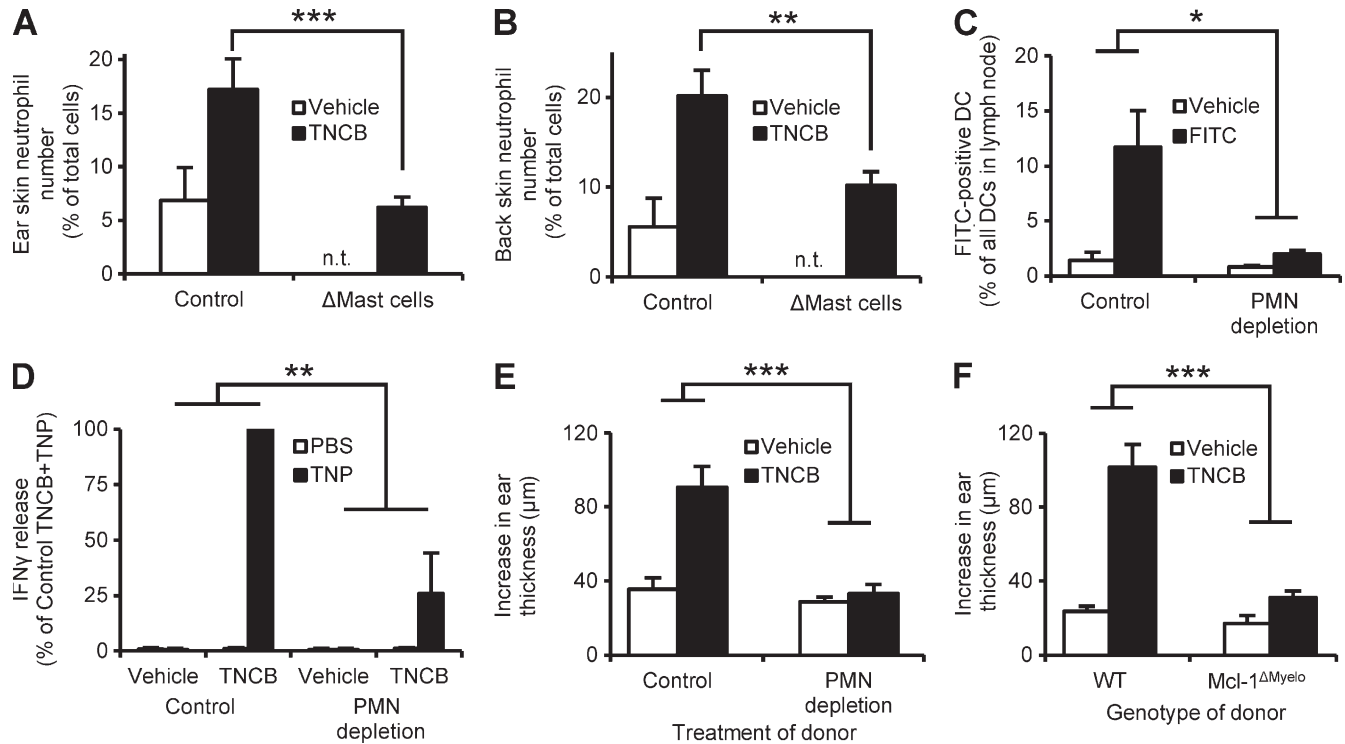 A
***
Ear skin neutrophil
number
(% of total cells)
20
15
10
5
0
Vehicle
TNCB
n.t.
Control
ΔMast cells
B
**
Back skin neutrophil
number
(% of total cells)
20
10
0
Vehicle
TNCB
n.t.
Control
ΔMast cells
C
*
FITC-positive DC
(% of all DCs in lymph node)
20
15
10
5
0
Vehicle
FITC
Control
PMN
depletion
D
**
IFNγ release
(% of Control TNCB+TNP)
100
75
50
25
0
PBS
TNP
Vehicle TNCB Vehicle TNCB
Control
PMN
depletion
E
***
Increase in ear
thickness (µm)
120
80
40
0
Vehicle
TNCB
Control
PMN
depletion
Treatment of donor
F
***
Increase in ear
thickness (µm)
120
80
40
0
Vehicle
TNCB
WT
Mcl-1ΔMyelo
Genotype of donor